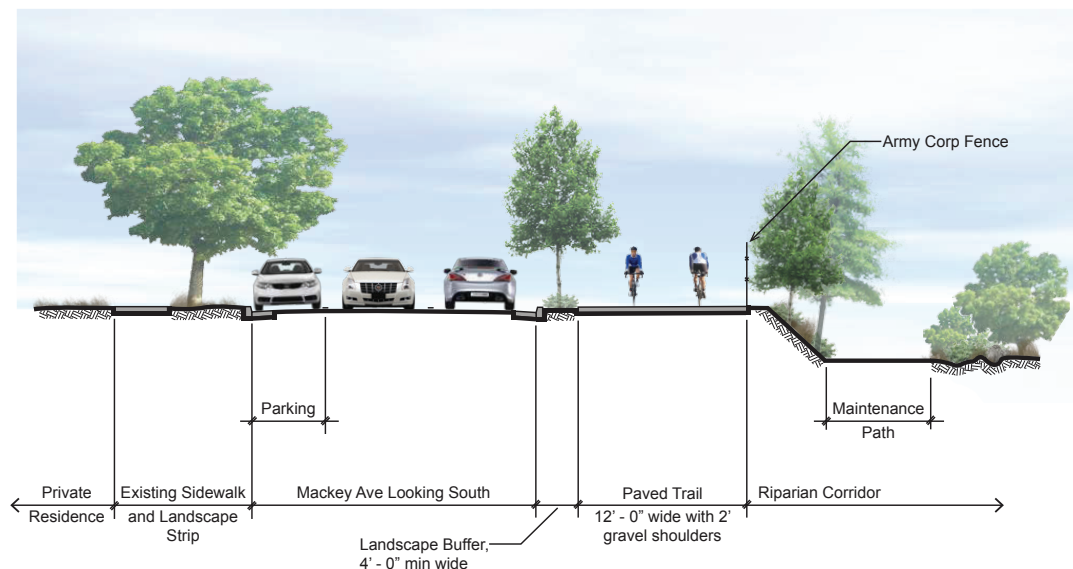 Army Corp Fence
Parking
Maintenance
Path
Private
Residence
Existing Sidewalk
and Landscape
Strip
Mackey Ave Looking South
Landscape Buffer,
4’ - 0” min wide
Paved Trail
12’ - 0” wide with 2’
gravel shoulders
Riparian Corridor